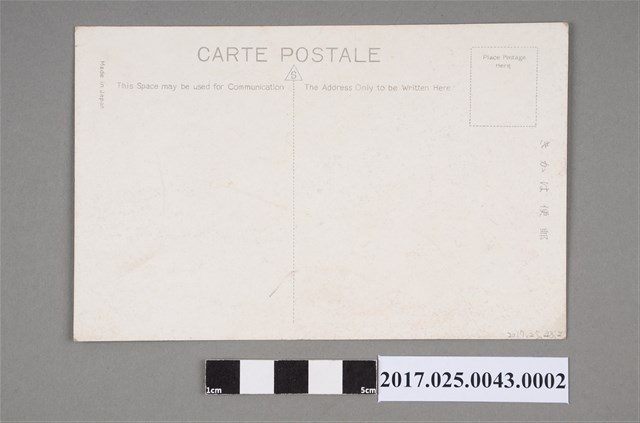 CARTE POSTALE
S
This Space may be used for Communication
The Address Only to be Written Here
Place Postage
Here
Made in Japan
きかは便郵
1cm
5cm
2017.025.0043.0002